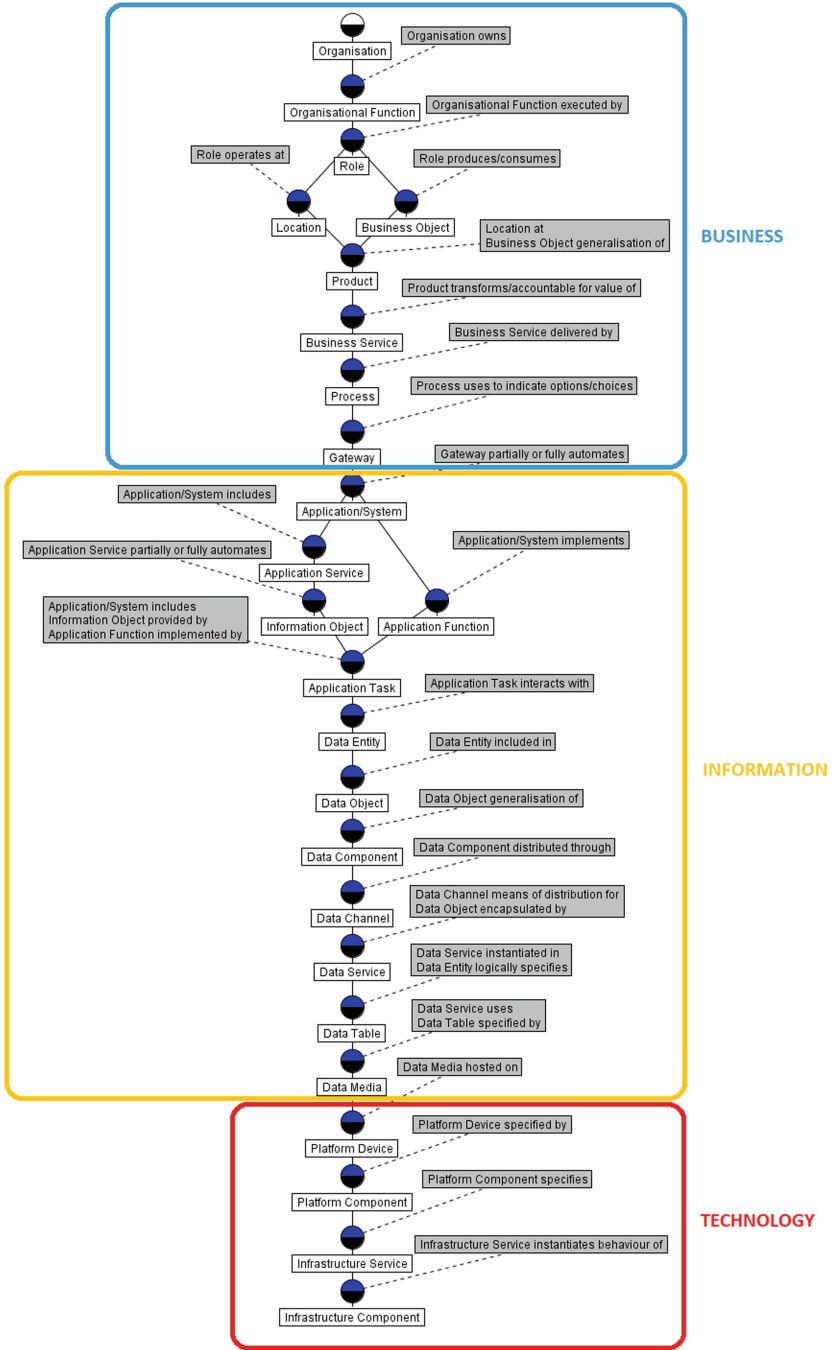 Organisation owns
Organisation
Organisational Function executed by
Organisational Function
Role operates at
Role produces/consumes
Role
Location
Business Object
Location at
Business Object generalisation of
BUSINESS
Product
Product transforms/accountable for value of
Business Service delivered by
Business Service
Process uses to indicate options/choices
Process
Gateway partially or fully automates
Gateway
Application/System includes
Application/System
Application/System implements
Application Service partially or fully automates
Application Service
Application/System includes
Information Object provided by
Application Function implemented by
Information Object
Application Function
Application Task interacts with
Application Task
Data Entity included in
Data Entity
INFORMATION
Data Object generalisation of
Data Object
Data Component distributed through
Data Component
Data Channel means of distribution for
Data Object encapsulated by
Data Channel
Data Service instantiated in
Data Entity logically specifies
Data Service
Data Service uses
Data Table specified by
Data Table
Data Media hosted on
Data Media
Platform Device specified by
Platform Device
Platform Component specifies
Platform Component
TECHNOLOGY
Infrastructure Service instantiates behaviour of
Infrastructure Service
Infrastructure Component